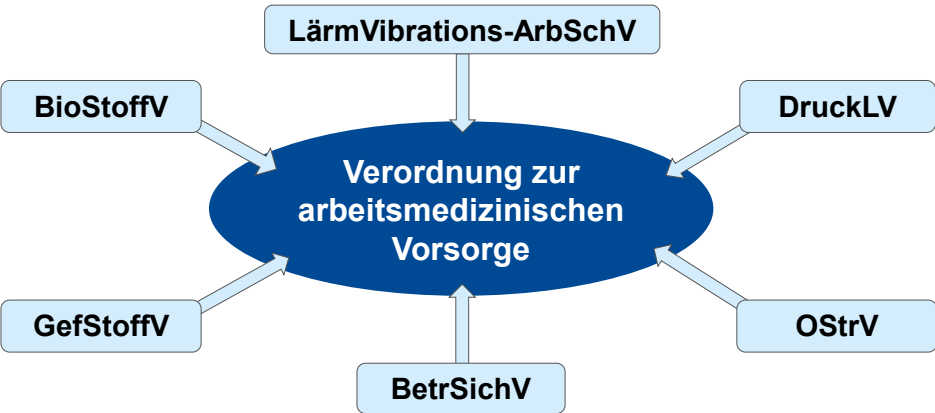 LärmVibrations-ArbSchV
BioStoffV
DruckLV
Verordnung zur
arbeitsmedizinischen
Vorsorge
GefStoffV
OStrV
BetrSichV